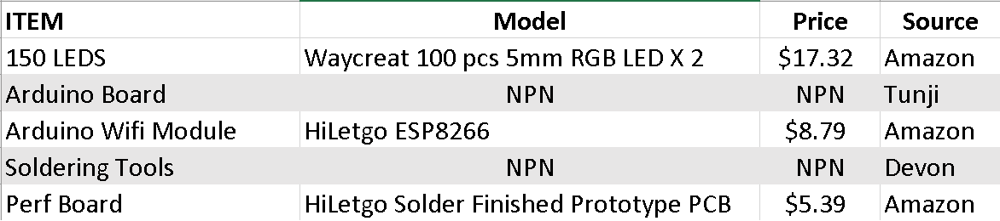 ITEM Model Price Source
150 LEDS Waycreat 100 pcs 5mm RGB LED X 2 $17.32 Amazon
Arduino Board NPN NPN Tunji
Arduino Wifi Module HiLetgo ESP8266 $8.79 Amazon
Soldering Tools NPN NPN Devon
Perf Board HiLetgo Solder Finished Prototype PCB $5.39 Amazon